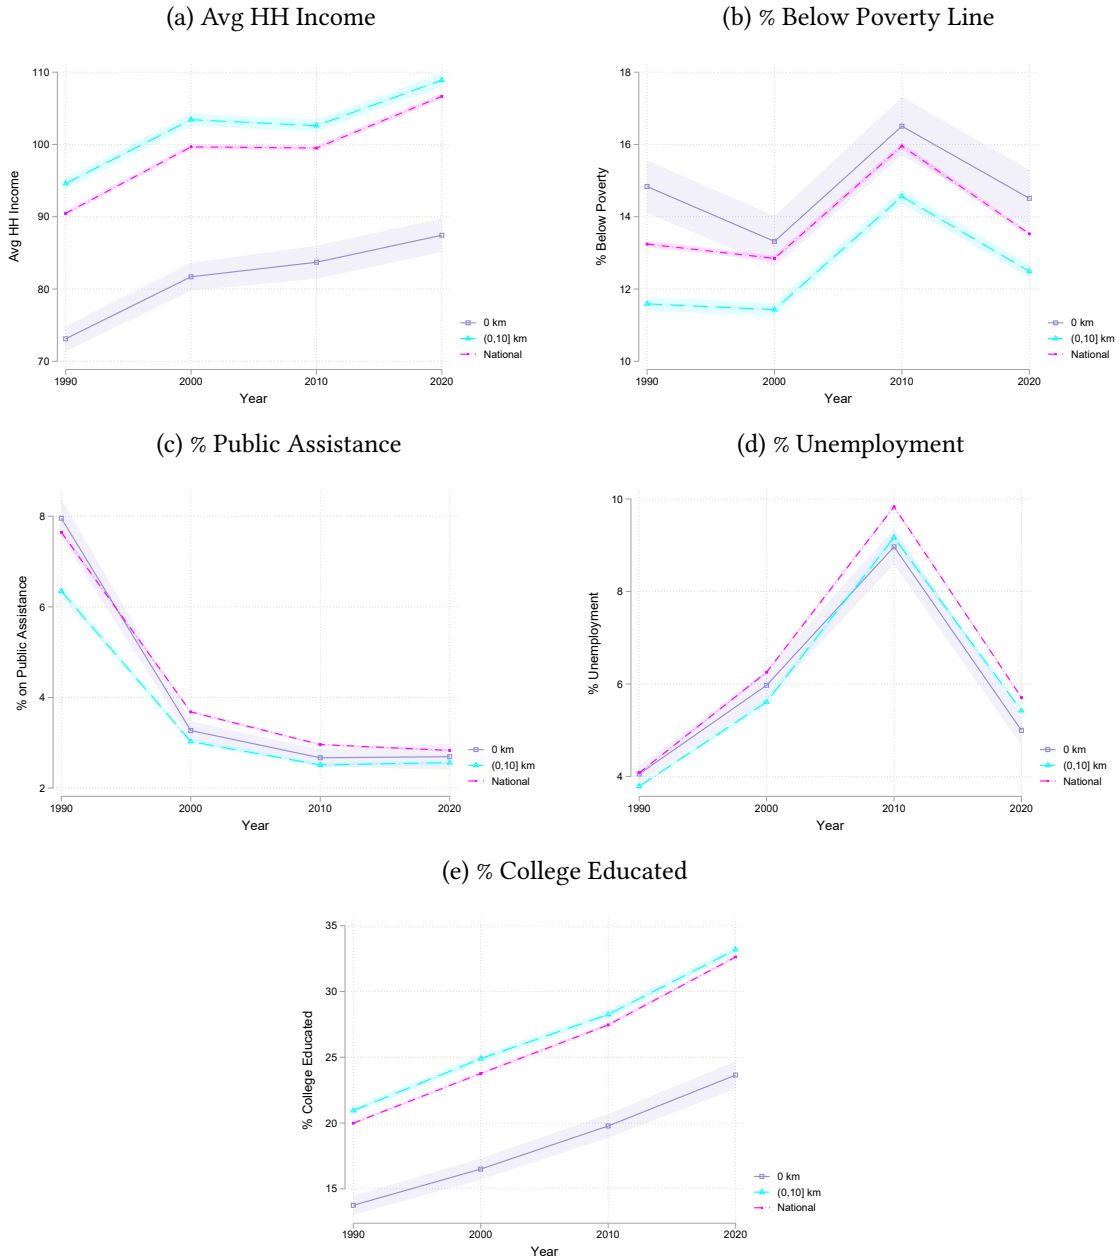 (a) Avg HH Income
Avg HH Income
110
100
90
80
70
1990
2000
2010
2020
Year
0 km
(0,10] km
National
(b) % Below Poverty Line
% Below Poverty
18
16
14
12
10
1990
2000
2010
2020
Year
0 km
(0,10] km
National
(c) % Public Assistance
% on Public Assistance
8
6
4
2
1990
2000
2010
2020
Year
0 km
(0,10] km
National
(d) % Unemployment
% Unemployment
10
8
6
4
1990
2000
2010
2020
Year
0 km
(0,10] km
National
(e) % College Educated
% College Educated
35
30
25
20
15
1990
2000
2010
2020
Year
0 km
(0,10] km
National